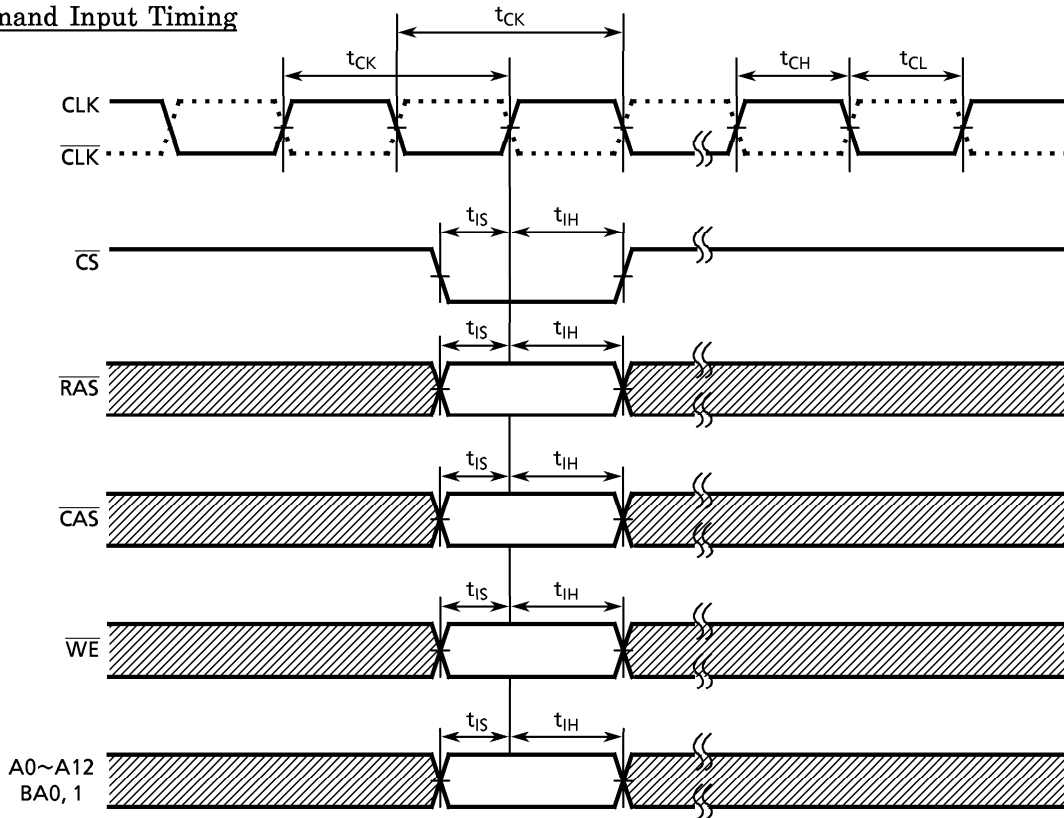 mand Input Timing
tCK
tCK
tCH
tCL
CLK
CLK
tIS
tIH
CS
tIS
tIH
RAS
tIS
tIH
CAS
tIS
tIH
WE
tIS
tIH
A0~A12
BA0, 1